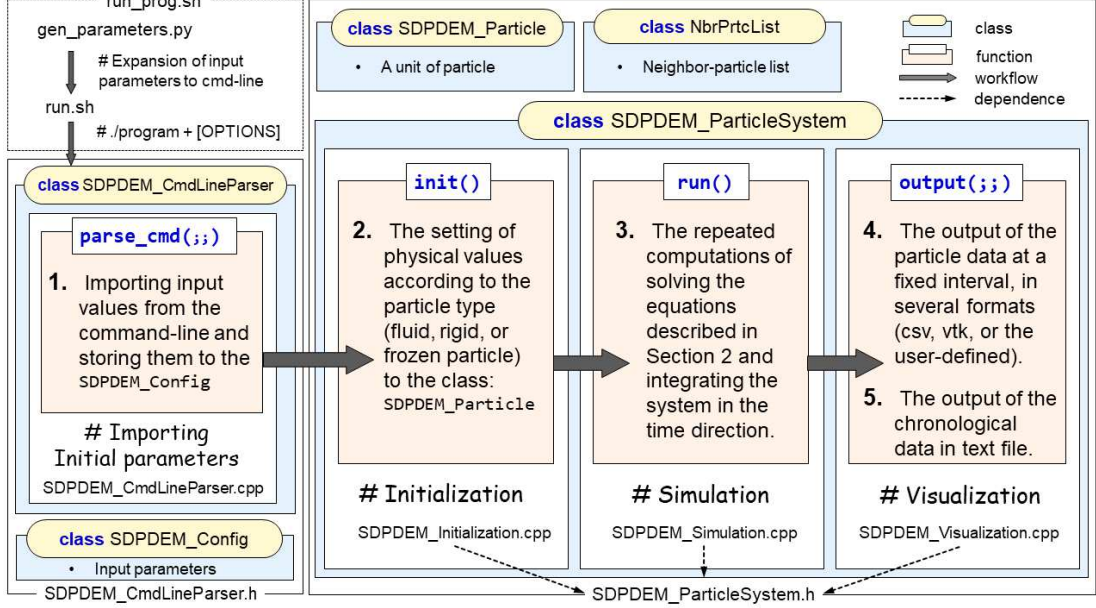 run_prog.sh
gen_parameters.py
# Expansion of input
parameters to cmd-line
run.sh
# ./program + [OPTIONS]
class SDPDEM_CmdLineParser
parse_cmd(;;)
1. Importing input
values from the
command-line and
storing them to the
SDPDEM_Config
# Importing
Initial parameters
SDPDEM_CmdLineParser.cpp
class SDPDEM_Config
• Input parameters
SDPDEM_CmdLineParser.h
class SDPDEM_Particle
• A unit of particle
class NbrPrtcList
• Neighbor-particle list
class
function
workflow
dependence
class SDPDEM_ParticleSystem
init()
2. The setting of
physical values
according to the
particle type
(fluid, rigid, or
frozen particle)
to the class:
SDPDEM_Particle
# Initialization
SDPDEM_Initialization.cpp
run()
3. The repeated
computations of
solving the
equations
described in
Section 2 and
integrating the
system in the
time direction.
# Simulation
SDPDEM_Simulation.cpp
output(;;)
4. The output of the
particle data at a
fixed interval, in
several formats
(csv, vtk, or the
user-defined).
5. The output of the
chronological
data in text file.
# Visualization
SDPDEM_Visualization.cpp
SDPDEM_ParticleSystem.h